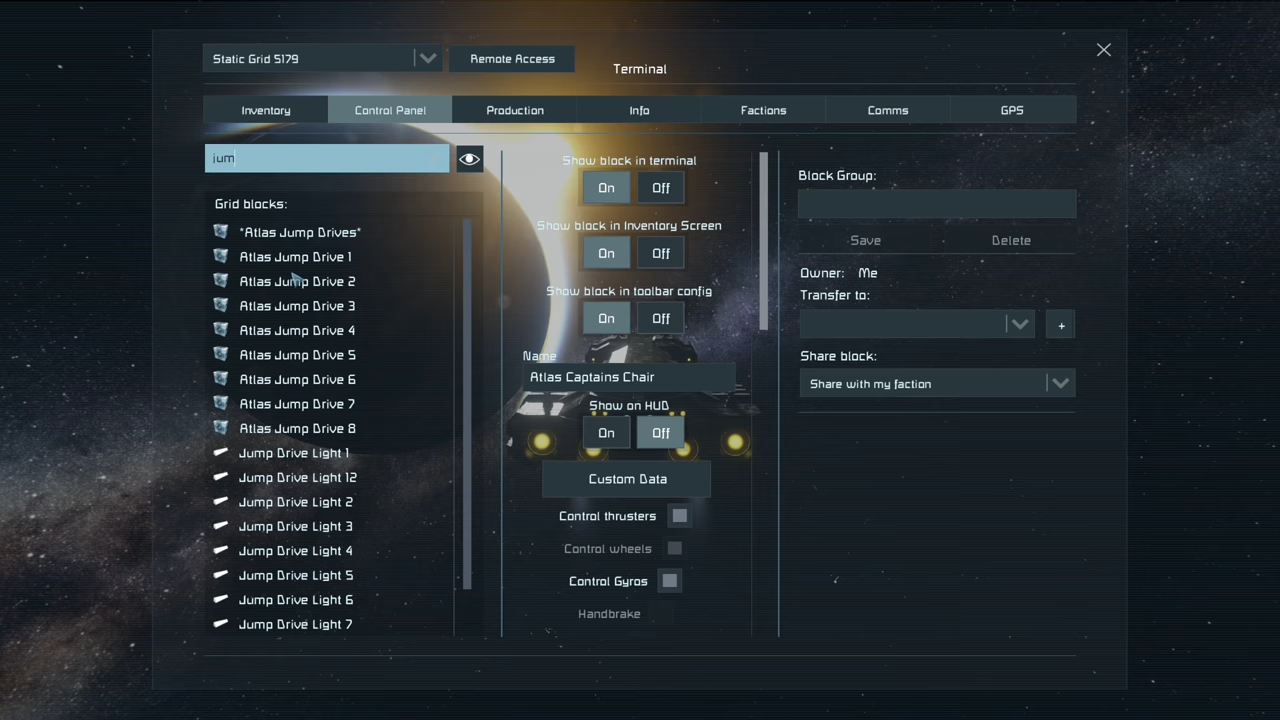 Static Grid 5179
Remote Access
Terminal
Inventory
Control Panel
Production
Info
Factions
Comms
GPS
jum
Grid blocks:
*Atlas Jump Drives*
Atlas Jump Drive 1
Atlas Jump Drive 2
Atlas Jump Drive 3
Atlas Jump Drive 4
Atlas Jump Drive 5
Atlas Jump Drive 6
Atlas Jump Drive 7
Atlas Jump Drive 8
Jump Drive Light 1
Jump Drive Light 12
Jump Drive Light 2
Jump Drive Light 3
Jump Drive Light 4
Jump Drive Light 5
Jump Drive Light 6
Jump Drive Light 7
Show block in terminal
On Off
Show block in Inventory Screen
On Off
Show block in toolbar config
On Off
Name
Atlas Captains Chair
Show on HUD
On Off
Custom Data
Control thrusters
Control wheels
Control Gyros
Handbrake
Block Group:
Save Delete
Owner: Me
Transfer to:
+
Share block:
Share with my faction